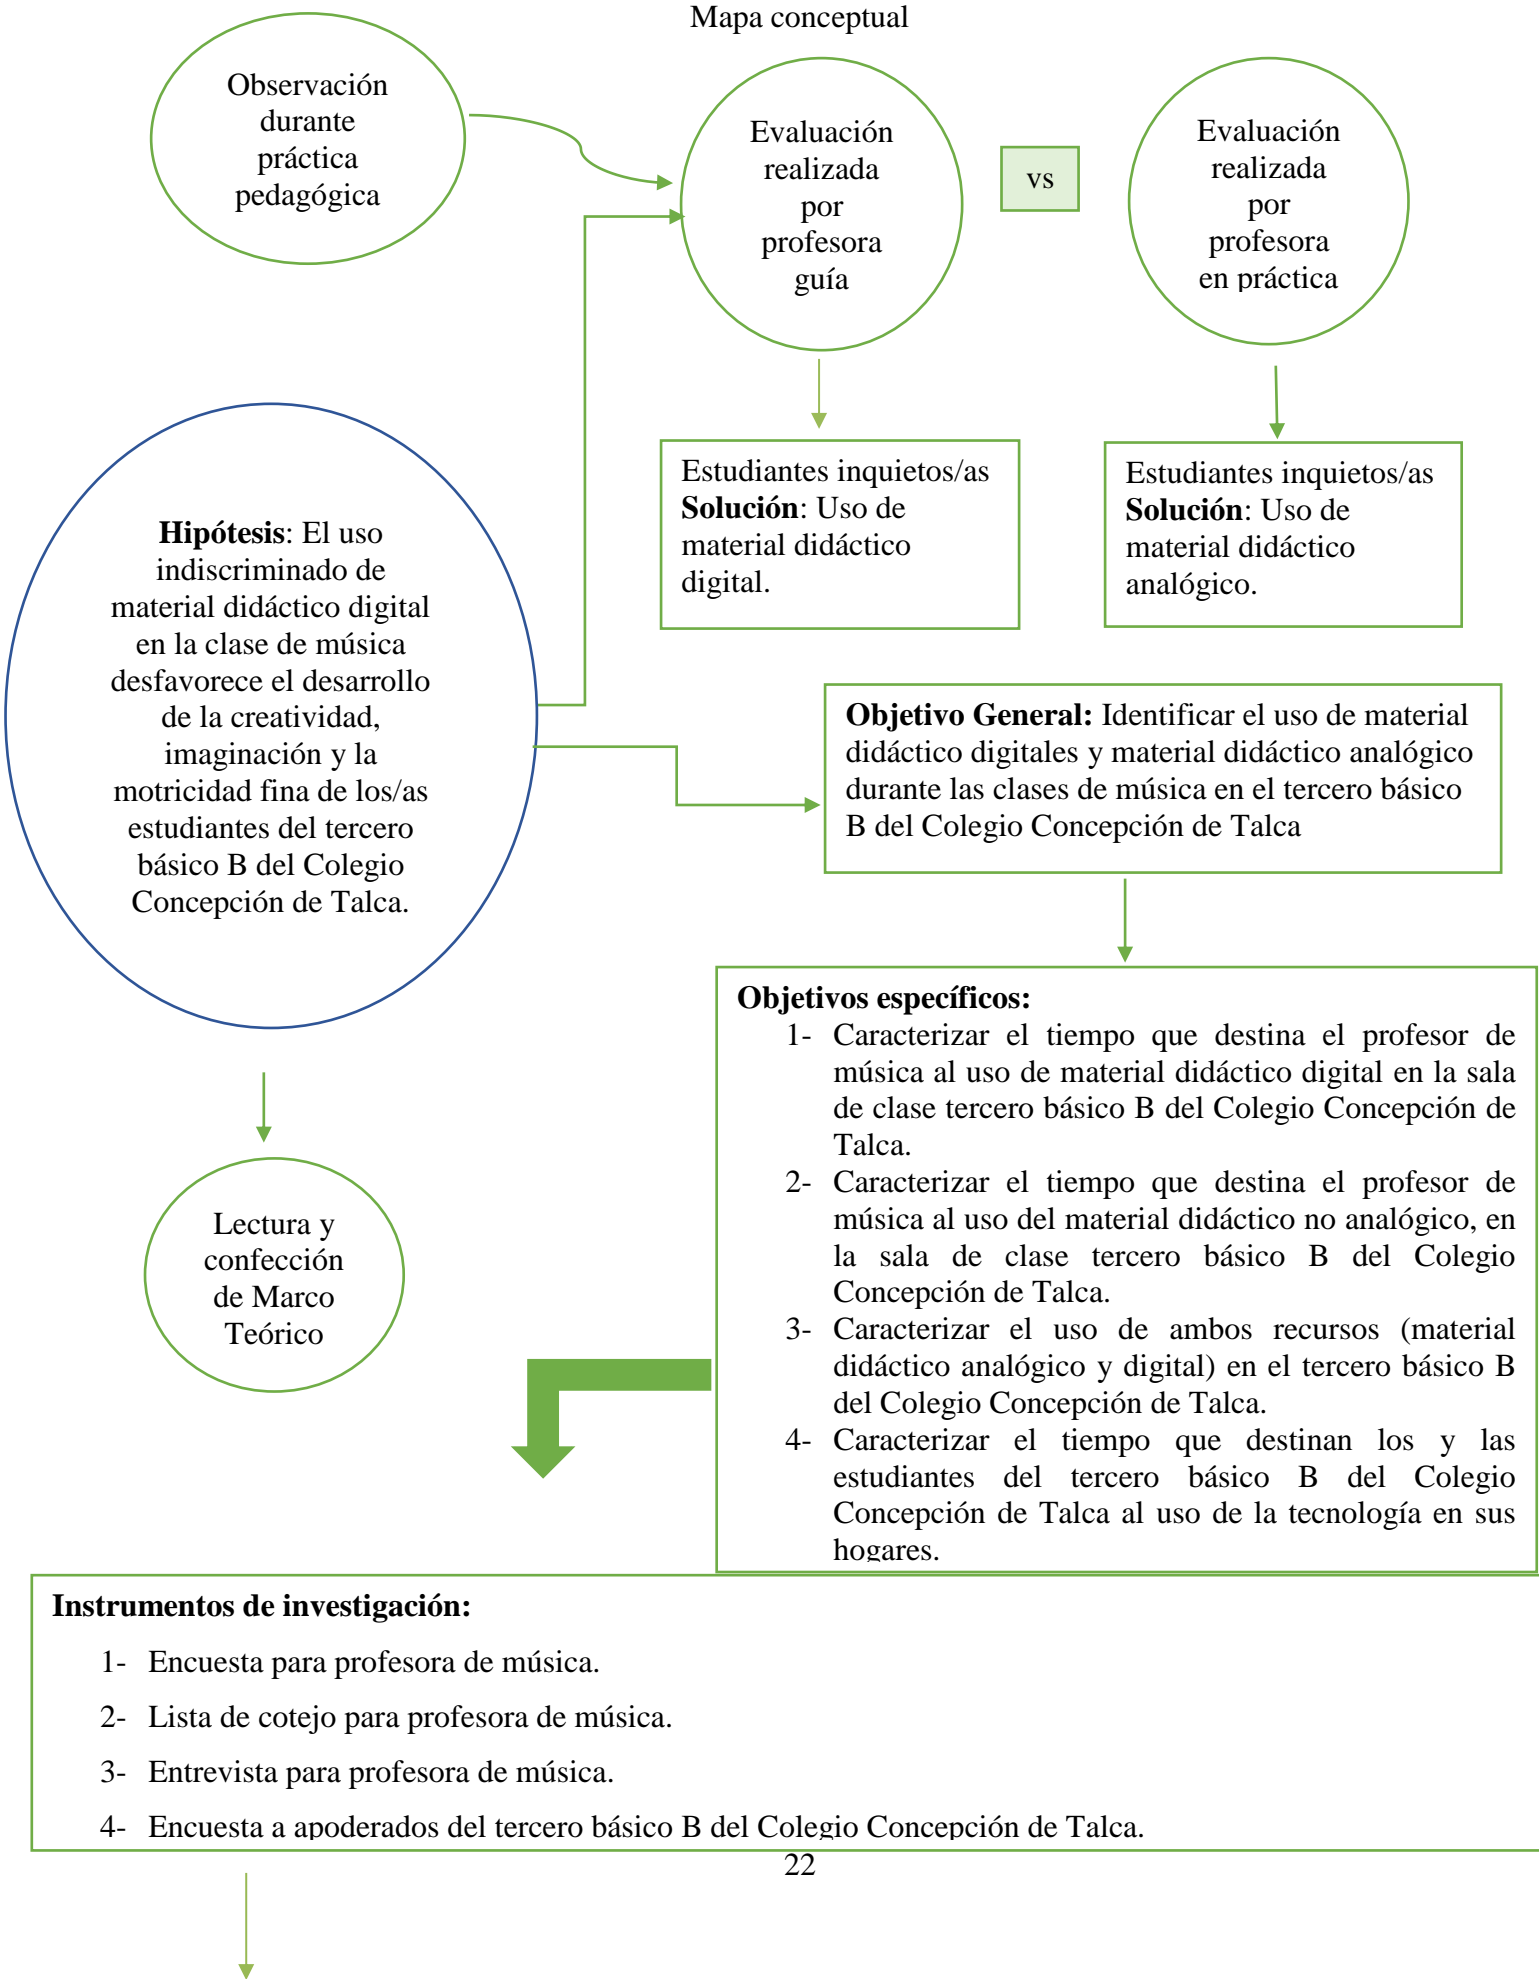 Mapa conceptual
Observación
durante
práctica
pedagógica
Evaluación
realizada
por
profesora
guía
vs
Evaluación
realizada
por
profesora
en práctica
Estudiantes inquietos/as
Solución: Uso de
material didáctico
digital.
Estudiantes inquietos/as
Solución: Uso de
material didáctico
analógico.
Hipótesis: El uso
indiscriminado de
material didáctico digital
en la clase de música
desfavorece el desarrollo
de la creatividad,
imaginación y la
motricidad fina de los/as
estudiantes del tercero
básico B del Colegio
Concepción de Talca.
Objetivo General: Identificar el uso de material
didáctico digitales y material didáctico analógico
durante las clases de música en el tercero básico
B del Colegio Concepción de Talca
Objetivos específicos:
1- Caracterizar el tiempo que destina el profesor de
música al uso de material didáctico digital en la sala
de clase tercero básico B del Colegio Concepción de
Talca.
2- Caracterizar el tiempo que destina el profesor de
música al uso del material didáctico no analógico, en
la sala de clase tercero básico B del Colegio
Concepción de Talca.
3- Caracterizar el uso de ambos recursos (material
didáctico analógico y digital) en el tercero básico B
del Colegio Concepción de Talca.
4- Caracterizar el tiempo que destinan los y las
estudiantes del tercero básico B del Colegio
Concepción de Talca al uso de la tecnología en sus
hogares.
Lectura y
confección
de Marco
Teórico
Instrumentos de investigación:
1- Encuesta para profesora de música.
2- Lista de cotejo para profesora de música.
3- Entrevista para profesora de música.
4- Encuesta a apoderados del tercero básico B del Colegio Concepción de Talca.
22